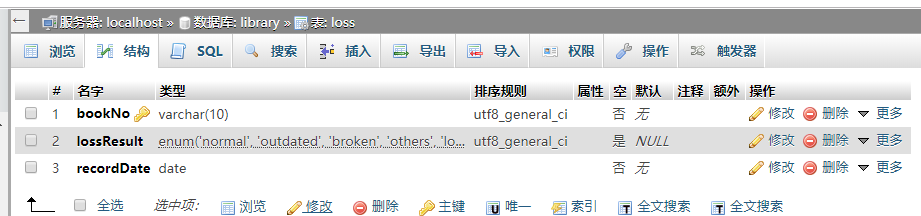 服务器: localhost » 数据库: library » 表: loss
浏览 结构 SQL 搜索 插入 导出 导入 权限 操作 触发器
# 名字 类型 排序规则 属性 空 默认 注释 额外 操作
1 bookNo varchar(10) utf8_general_ci 否 无 修改 删除 更多
2 lossResult enum('normal', 'outdated', 'broken', 'others', 'lo... utf8_general_ci 是 NULL 修改 删除 更多
3 recordDate date 否 无 修改 删除 更多
全选 选中项: 浏览 修改 删除 主键 唯一 索引 全文搜索 全文搜索